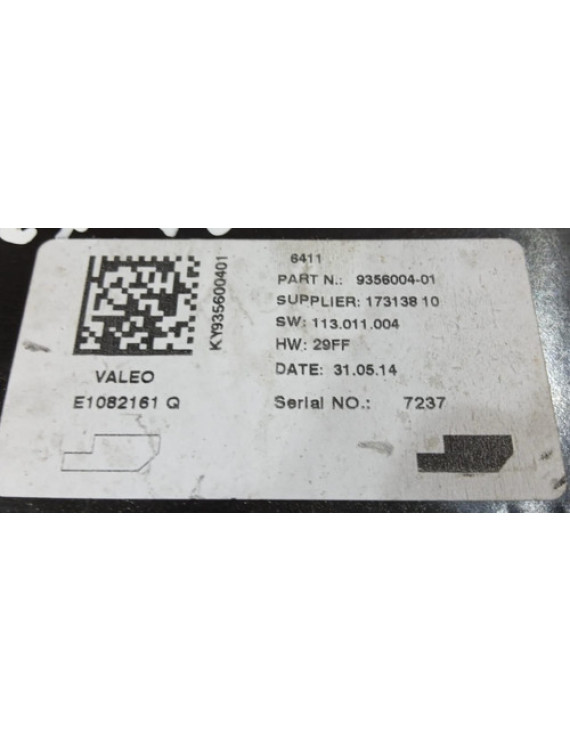 6411
PART N.: 9356004-01
SUPPLIER: 173138 10
SW: 113.011.004
HW: 29FF
DATE: 31.05.14
Serial NO.: 7237
KY935600401
VALEO
E1082161 Q